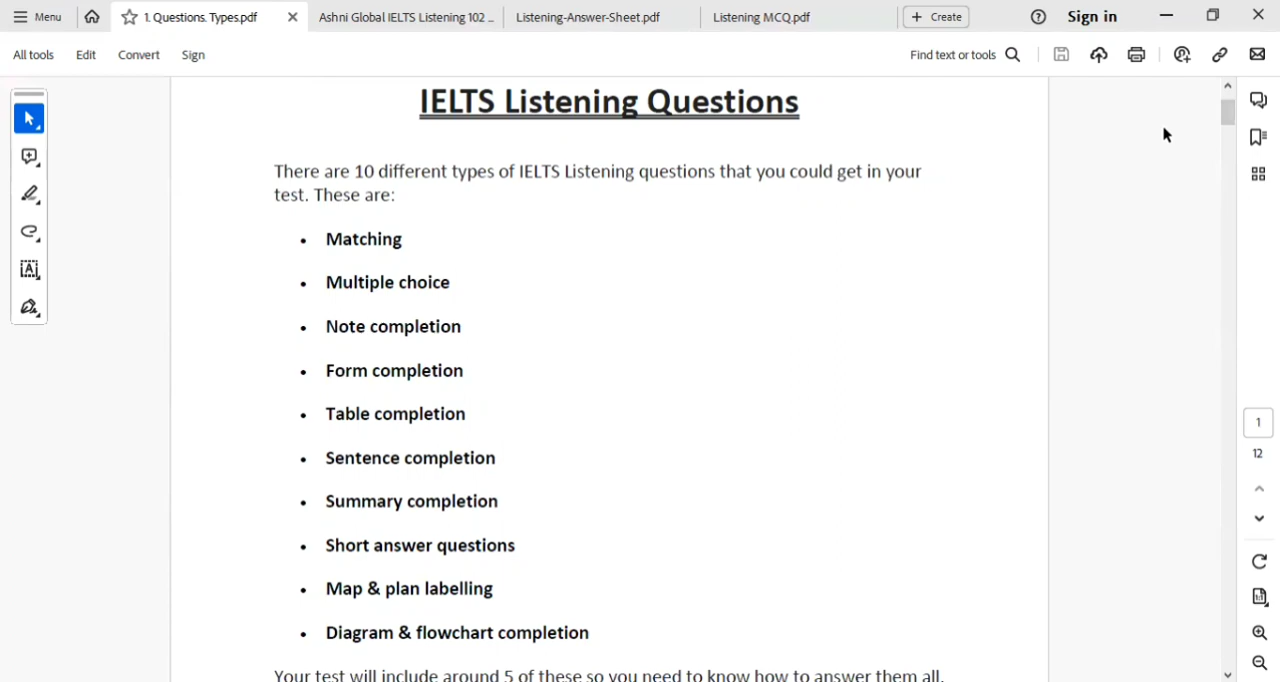 Menu
1. Questions. Types.pdf
Ashni Global IELTS Listening 102 ...
Listening-Answer-Sheet.pdf
Listening MCQ.pdf
+ Create
Sign in
All tools Edit Convert Sign
Find text or tools
IELTS Listening Questions
There are 10 different types of IELTS Listening questions that you could get in your
test. These are:
• Matching
• Multiple choice
• Note completion
• Form completion
• Table completion
• Sentence completion
• Summary completion
• Short answer questions
• Map & plan labelling
• Diagram & flowchart completion
Your test will include around 5 of these so you need to know how to answer them all.
1
12